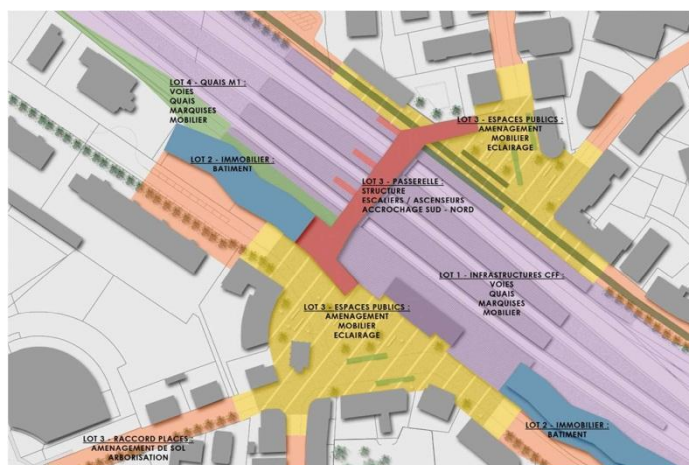 LOT 4 - QUAIS M1 :
VOIES
QUAIS
MARQUISES
MOBILIER
LOT 3 - ESPACES PUBLICS :
AMENAGEMENT
MOBILIER
ECLAIRAGE
LOT 2 - IMMOBILIER :
BATIMENT
LOT 3 - PASSERELLE :
STRUCTURE
ESCALIERS / ASCENSEURS
ACCROCHAGE SUD - NORD
LOT 1 - INFRASTRUCTURES CFF :
VOIES
QUAIS
MARQUISES
MOBILIER
LOT 3 - ESPACES PUBLICS :
AMENAGEMENT
MOBILIER
ECLAIRAGE
LOT 2 - IMMOBILIER :
BATIMENT
LOT 3 - RACCORD PLACES :
AMENAGEMENT DE SOL
ARBORISATION